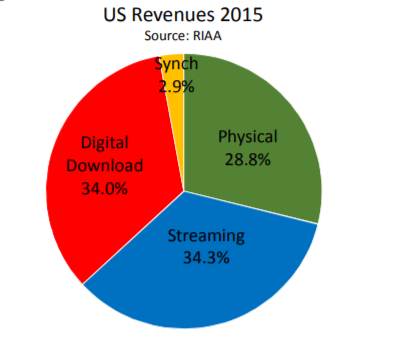 US Revenues 2015
Source: RIAA
Synch
2.9%
Physical
28.8%
Digital
Download
34.0%
Streaming
34.3%